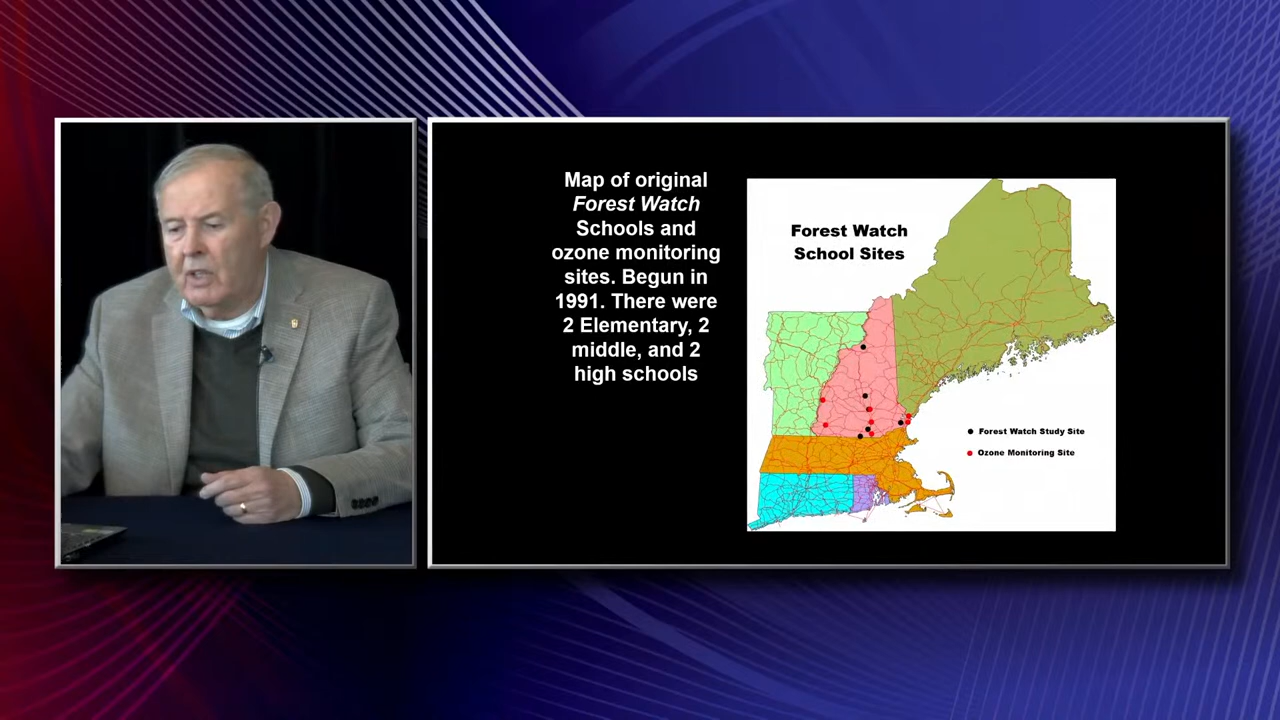 Map of original
Forest Watch
Schools and
ozone monitoring
sites. Begun in
1991. There were
2 Elementary, 2
middle, and 2
high schools
Forest Watch
School Sites
Forest Watch Study Site
Ozone Monitoring Site